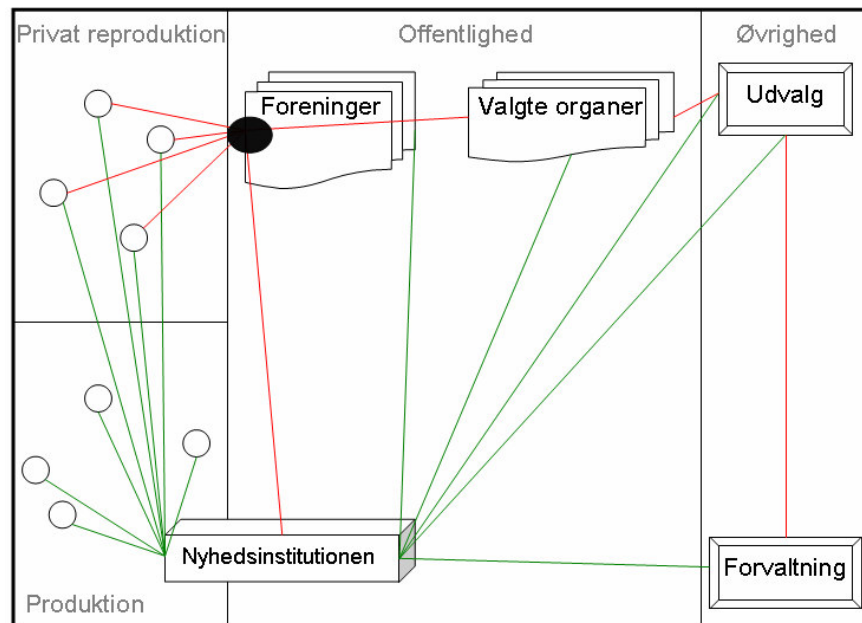 Privat reproduktion
Offentlighed
Øvrighed
Foreninger
Valgte organer
Udvalg
Nyhedsinstitutionen
Forvaltning
Produktion